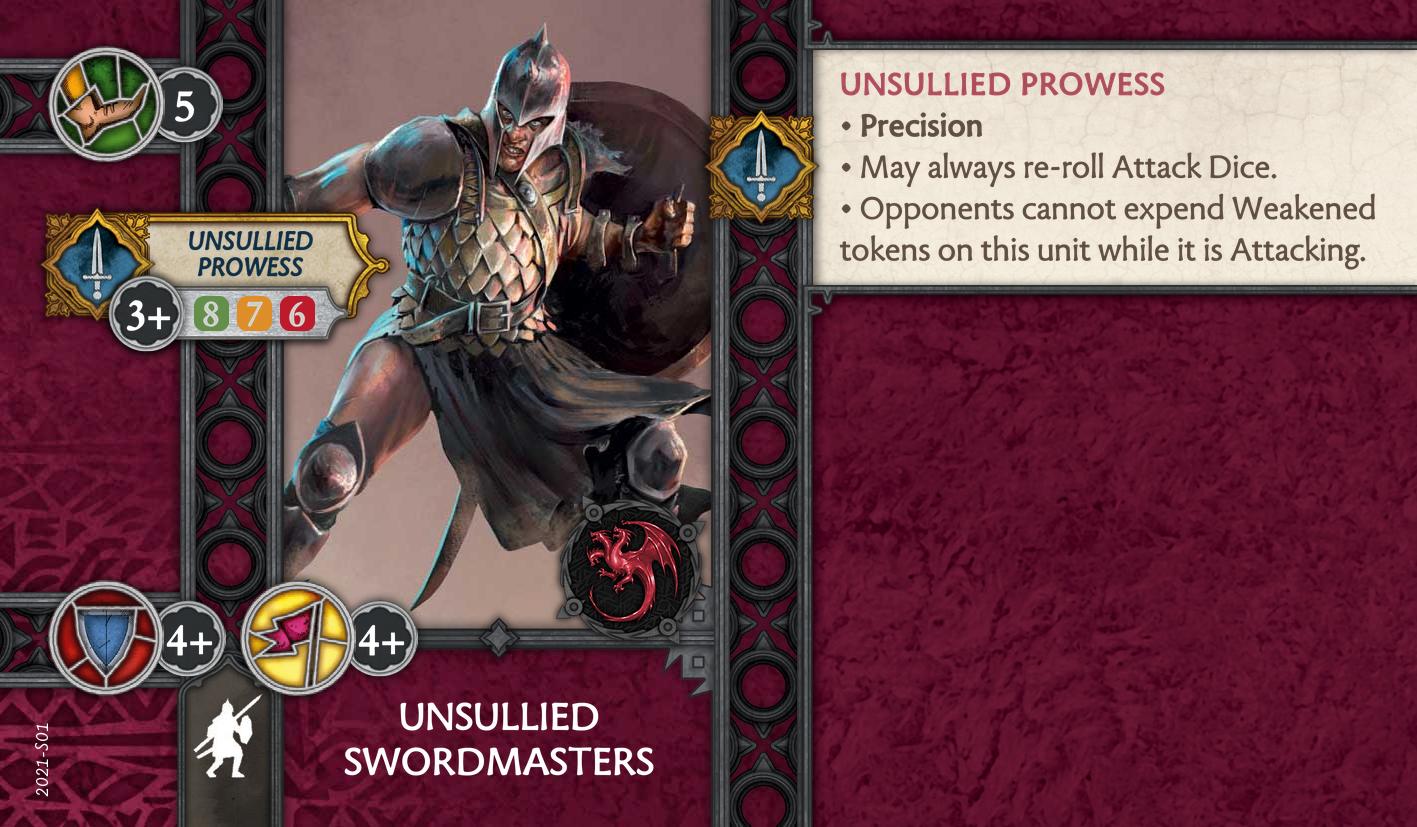 5
UNSULLIED
PROWESS
3+ 8 7 6
4+ 4+
UNSULLIED
SWORDMASTERS
2021-S01
UNSULLIED PROWESS
• Precision
• May always re-roll Attack Dice.
• Opponents cannot expend Weakened
tokens on this unit while it is Attacking.